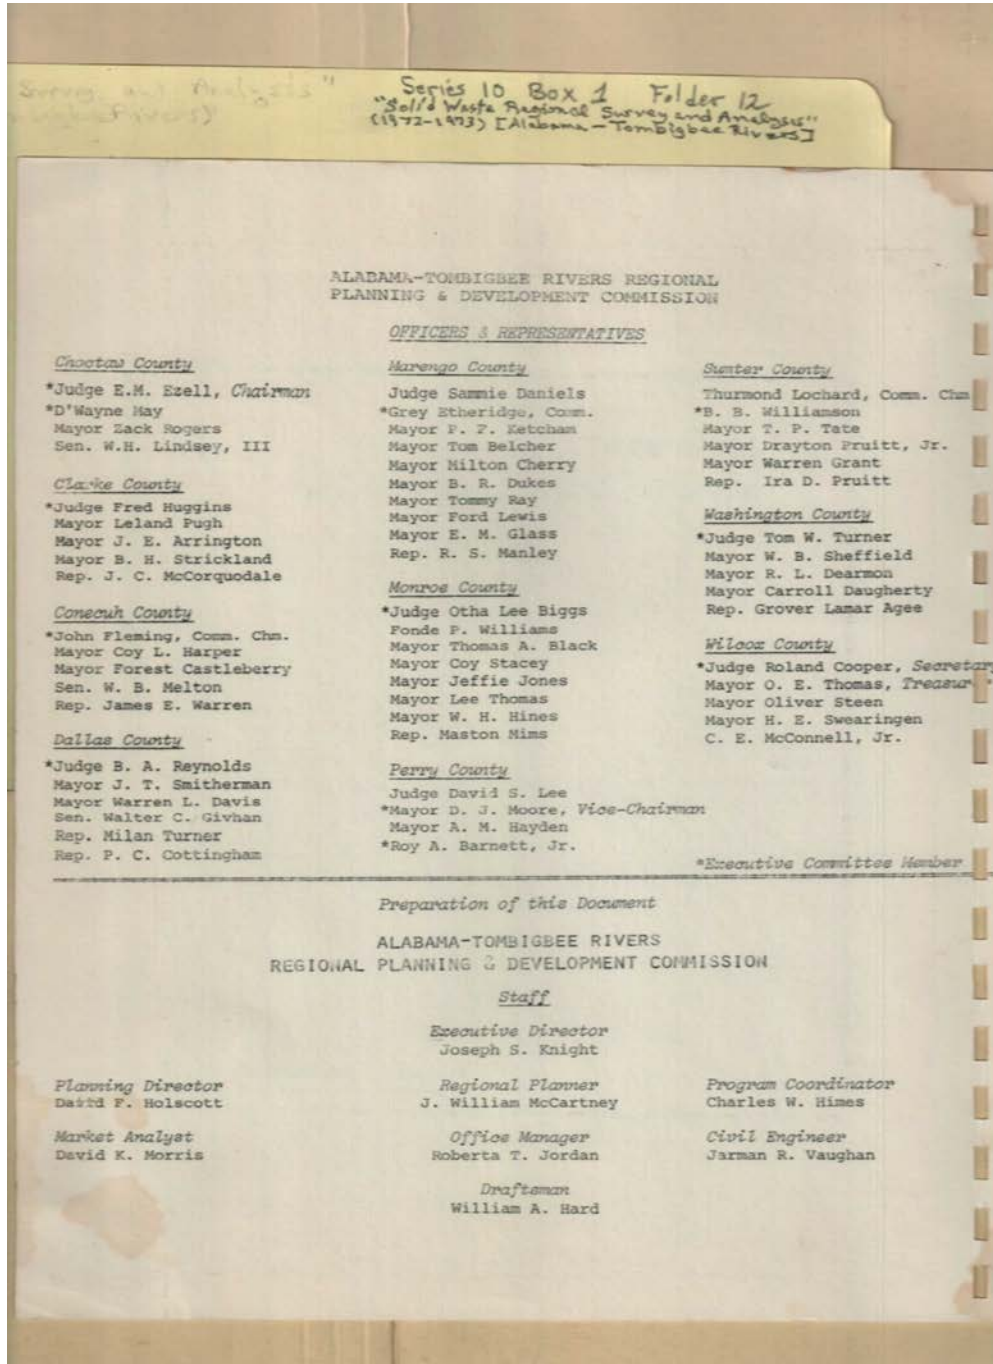 Survey and Analysis"
Rivers)
Series 10 Box 1 Folder 12
"Solid Waste Regional Survey and Analysis"
(1972-1973) [Alabama-Tombigbee Rivers]
ALABAMA-TOMBIGBEE RIVERS REGIONAL
PLANNING & DEVELOPMENT COMMISSION
OFFICERS & REPRESENTATIVES
Choctaw County
*Judge E.M. Ezell, Chairman
*D'Wayne May
Mayor Zack Rogers
Sen. W.H. Lindsey, III
Clarke County
*Judge Fred Huggins
Mayor Leland Pugh
Mayor J. E. Arrington
Mayor B. H. Strickland
Rep. J. C. McCorquodale
Conecuh County
*John Fleming, Comm. Chm.
Mayor Coy L. Harper
Mayor Forest Castleberry
Sen. W. B. Melton
Rep. James E. Warren
Dallas County
*Judge B. A. Reynolds
Mayor J. T. Smitherman
Mayor Warren L. Davis
Sen. Walter C. Givhan
Rep. Milan Turner
Rep. P. C. Cottingham
Marengo County
Judge Sammie Daniels
*Grey Etheridge, Comm.
Mayor P. F. Ketcham
Mayor Tom Belcher
Mayor Milton Cherry
Mayor B. R. Dukes
Mayor Tommy Ray
Mayor Ford Lewis
Mayor E. M. Glass
Rep. R. S. Manley
Monroe County
*Judge Otha Lee Biggs
Fonde P. Williams
Mayor Thomas A. Black
Mayor Coy Stacey
Mayor Jeffie Jones
Mayor Lee Thomas
Mayor W. H. Hines
Rep. Maston Mims
Perry County
Judge David S. Lee
*Mayor D. J. Moore, Vice-Chairman
Mayor A. M. Hayden
*Roy A. Barnett, Jr.
Sumter County
Thurmond Lochard, Comm. Chm
*B. B. Williamson
Mayor T. P. Tate
Mayor Drayton Pruitt, Jr.
Mayor Warren Grant
Rep. Ira D. Pruitt
Washington County
*Judge Tom W. Turner
Mayor W. B. Sheffield
Mayor R. L. Dearmon
Mayor Carroll Daugherty
Rep. Grover Lamar Agee
Wilcox County
*Judge Roland Cooper, Secretary
Mayor O. E. Thomas, Treasur
Mayor Oliver Steen
Mayor H. E. Swearingen
C. E. McConnell, Jr.
*Executive Committee Member
Preparation of this Document
ALABAMA-TOMBIGBEE RIVERS
REGIONAL PLANNING & DEVELOPMENT COMMISSION
Staff
Executive Director
Joseph S. Knight
Planning Director
David F. Holscott
Regional Planner
J. William McCartney
Program Coordinator
Charles W. Himes
Market Analyst
David K. Morris
Office Manager
Roberta T. Jordan
Civil Engineer
Jarman R. Vaughan
Draftsman
William A. Hard